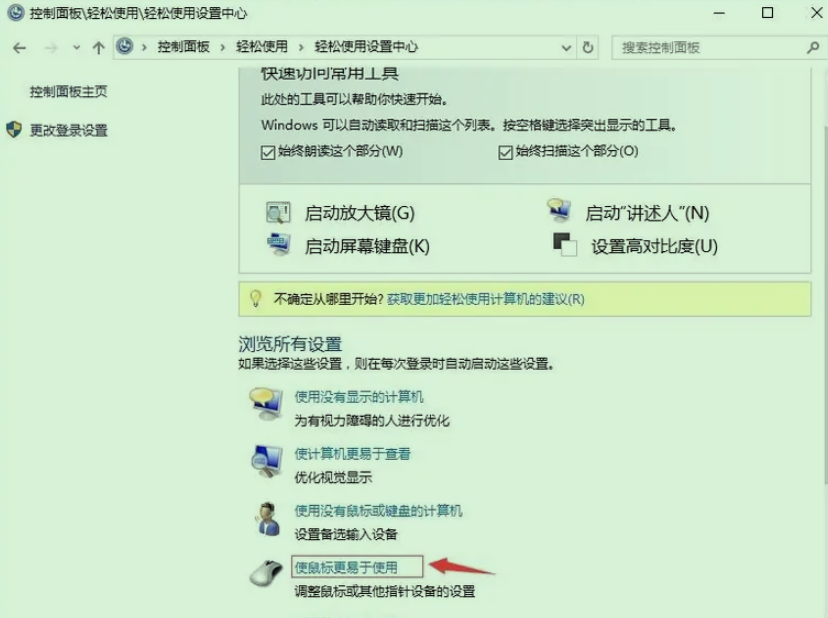 控制面板\轻松使用\轻松使用设置中心
控制面板 轻松使用 轻松使用设置中心
搜索控制面板
控制面板主页
更改登录设置
快速访问常用工具
此处的工具可以帮助你快速开始。
Windows 可以自动读取和扫描这个列表。按空格键选择突出显示的工具。
始终朗读这个部分(W) 始终扫描这个部分(O)
启动放大镜(G) 启动“讲述人”(N)
启动屏幕键盘(K) 设置高对比度(U)
不确定从哪里开始? 获取更加轻松使用计算机的建议(R)
浏览所有设置
如果选择这些设置，则在每次登录时自动启动这些设置。
使用没有显示的计算机
为有视力障碍的人进行优化
使计算机更易于查看
优化视觉显示
使用没有鼠标或键盘的计算机
设置备选输入设备
使鼠标更易于使用
调整鼠标或其他指针设备的设置